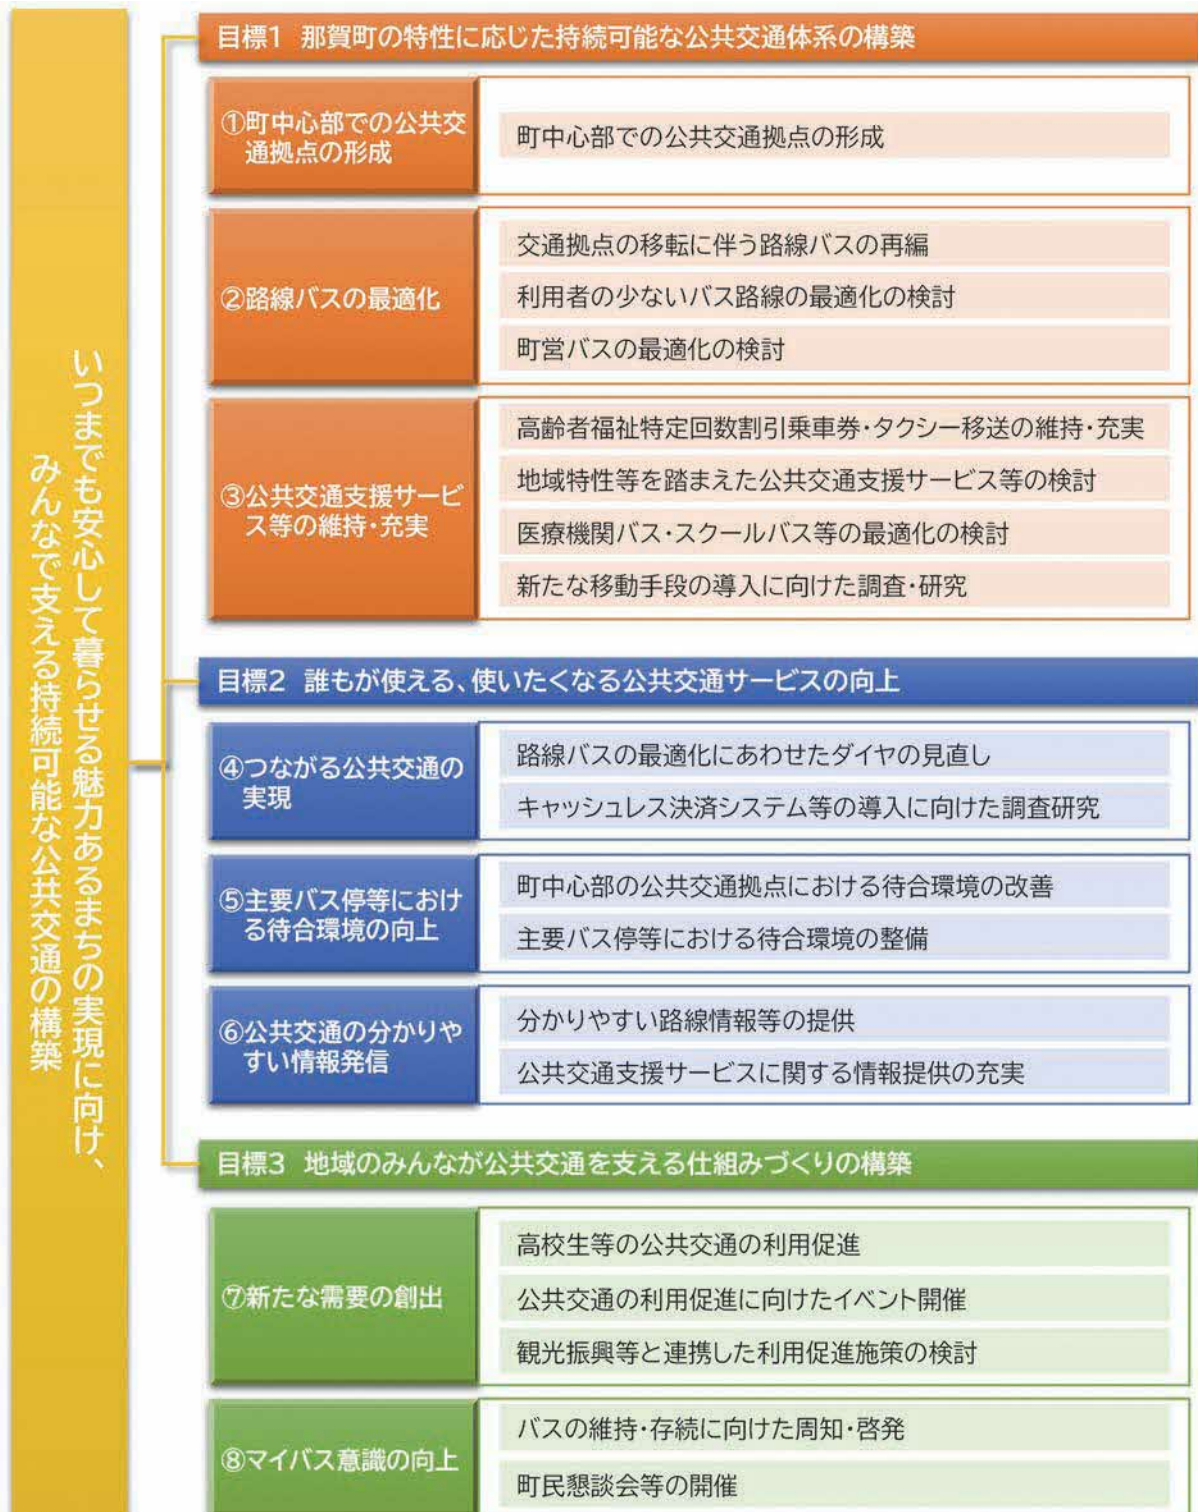 いつまでも安心して暮らせる魅力あるまちの実現に向け、
みんなで支える持続可能な公共交通の構築
目標1 那賀町の特性に応じた持続可能な公共交通体系の構築
①町中心部での公共交
通拠点の形成
町中心部での公共交通拠点の形成
②路線バスの最適化
交通拠点の移転に伴う路線バスの再編
利用者の少ないバス路線の最適化の検討
町営バスの最適化の検討
③公共交通支援サービ
ス等の維持・充実
高齢者福祉特定回数割引乗車券・タクシー移送の維持・充実
地域特性等を踏まえた公共交通支援サービス等の検討
医療機関バス・スクールバス等の最適化の検討
新たな移動手段の導入に向けた調査・研究
目標2 誰もが使える、使いたくなる公共交通サービスの向上
④つながる公共交通の
実現
路線バスの最適化にあわせたダイヤの見直し
キャッシュレス決済システム等の導入に向けた調査研究
⑤主要バス停等におけ
る待合環境の向上
町中心部の公共交通拠点における待合環境の改善
主要バス停等における待合環境の整備
⑥公共交通の分かりや
すい情報発信
分かりやすい路線情報等の提供
公共交通支援サービスに関する情報提供の充実
目標3 地域のみんなが公共交通を支える仕組みづくりの構築
⑦新たな需要の創出
高校生等の公共交通の利用促進
公共交通の利用促進に向けたイベント開催
観光振興等と連携した利用促進施策の検討
⑧マイバス意識の向上
バスの維持・存続に向けた周知・啓発
町民懇談会等の開催